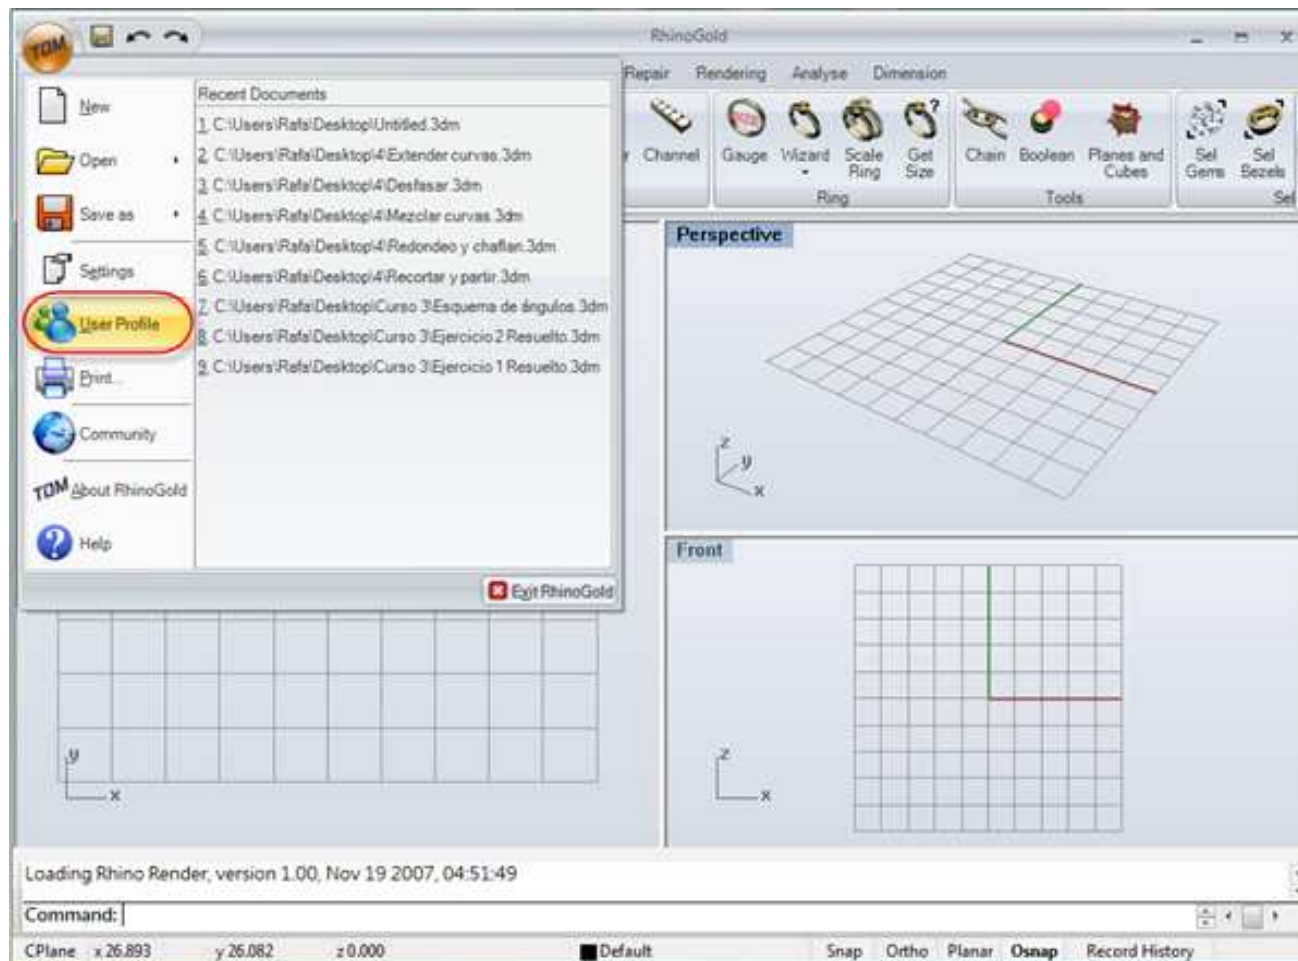 TDM
RhinoGold
Repair Rendering Analyse Dimension
New
Open
Save as
Settings
User Profile
Print...
Community
TDM About RhinoGold
Help
Recent Documents
1. C:\Users\Rafa\Desktop\Untitled.3dm
2. C:\Users\Rafa\Desktop\4\Extender curvas.3dm
3. C:\Users\Rafa\Desktop\4\Desfasar.3dm
4. C:\Users\Rafa\Desktop\4\Mezclar curvas.3dm
5. C:\Users\Rafa\Desktop\4\Redondeo y chaflan.3dm
6. C:\Users\Rafa\Desktop\4\Recortar y partir.3dm
7. C:\Users\Rafa\Desktop\Curso 3\Esquema de ángulos.3dm
8. C:\Users\Rafa\Desktop\Curso 3\Ejercicio 2 Resuelto.3dm
9. C:\Users\Rafa\Desktop\Curso 3\Ejercicio 1 Resuelto.3dm
Exit RhinoGold
r Channel
SIZE
Gauge
Wizard
Scale
Ring
?
Get
Size
Ring
Chain
Boolean
Planes and
Cubes
Tools
Sel
Gems
Sel
Bezels
Sel
Perspective
z
y
x
Front
z
x
y
x
Loading Rhino Render, version 1.00, Nov 19 2007, 04:51:49
Command:
CPlane x 26.893 y 26.082 z 0.000 Default Snap Ortho Planar Osnap Record History